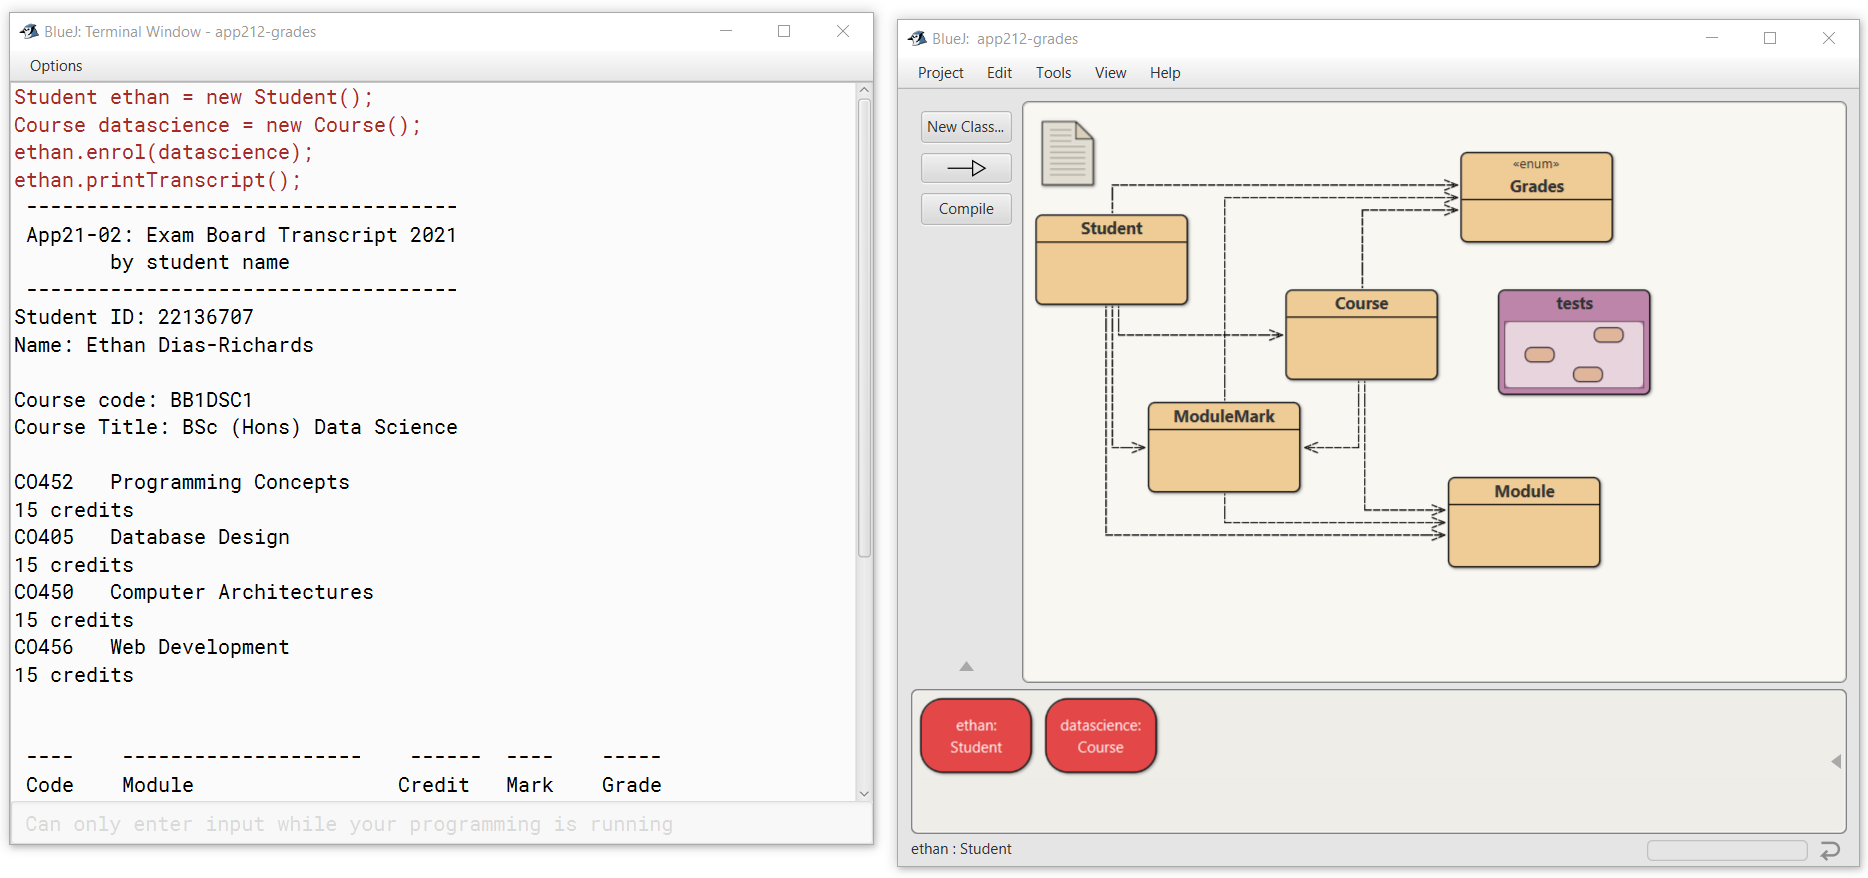 BlueJ: Terminal Window - app212-grades
Options
Student ethan = new Student();
Course datascience = new Course();
ethan.enrol(datascience);
ethan.printTranscript();
------------------------------------
App21-02: Exam Board Transcript 2021
by student name
------------------------------------
Student ID: 22136707
Name: Ethan Dias-Richards
Course code: BB1DSC1
Course Title: BSc (Hons) Data Science
CO452   Programming Concepts
15 credits
CO405   Database Design
15 credits
CO450   Computer Architectures
15 credits
CO456   Web Development
15 credits
----    --------------------    ------  ----    -----
Code    Module                 Credit   Mark    Grade
Can only enter input while your programming is running
BlueJ:  app212-grades
Project Edit Tools View Help
New Class...
Compile
Student
«enum»
Grades
Course
tests
ModuleMark
Module
ethan:
Student
datascience:
Course
ethan : Student